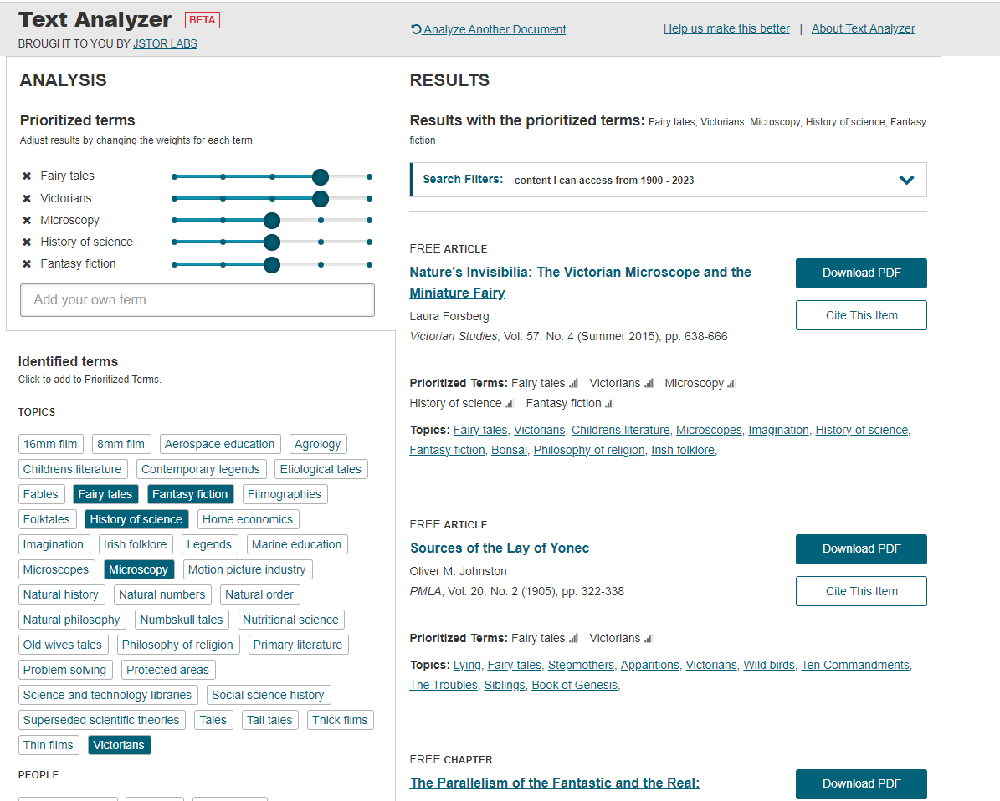 Text Analyzer BETA
BROUGHT TO YOU BY JSTOR LABS
Analyze Another Document
Help us make this better | About Text Analyzer
ANALYSIS
Prioritized terms
Adjust results by changing the weights for each term.
Fairy tales
Victorians
Microscopy
History of science
Fantasy fiction
Add your own term
Identified terms
Click to add to Prioritized Terms.
TOPICS
16mm film 8mm film Aerospace education Agrology
Childrens literature Contemporary legends Etiological tales
Fables Fairy tales Fantasy fiction Filmographies
Folktales History of science Home economics
Imagination Irish folklore Legends Marine education
Microscopes Microscopy Motion picture industry
Natural history Natural numbers Natural order
Natural philosophy Numbskull tales Nutritional science
Old wives tales Philosophy of religion Primary literature
Problem solving Protected areas
Science and technology libraries Social science history
Superseded scientific theories Tales Tall tales Thick films
Thin films Victorians
PEOPLE
RESULTS
Results with the prioritized terms: Fairy tales, Victorians, Microscopy, History of science, Fantasy
fiction
Search Filters: content I can access from 1900 - 2023
FREE ARTICLE
Nature's Invisibilia: The Victorian Microscope and the
Miniature Fairy
Laura Forsberg
Victorian Studies, Vol. 57, No. 4 (Summer 2015), pp. 638-666
Download PDF
Cite This Item
Prioritized Terms: Fairy tales Victorians Microscopy
History of science Fantasy fiction
Topics: Fairy tales, Victorians, Childrens literature, Microscopes, Imagination, History of science,
Fantasy fiction, Bonsai, Philosophy of religion, Irish folklore,
FREE ARTICLE
Sources of the Lay of Yonec
Oliver M. Johnston
PMLA, Vol. 20, No. 2 (1905), pp. 322-338
Download PDF
Cite This Item
Prioritized Terms: Fairy tales Victorians
Topics: Lying, Fairy tales, Stepmothers, Apparitions, Victorians, Wild birds, Ten Commandments,
The Troubles, Siblings, Book of Genesis,
FREE CHAPTER
The Parallelism of the Fantastic and the Real:
Download PDF